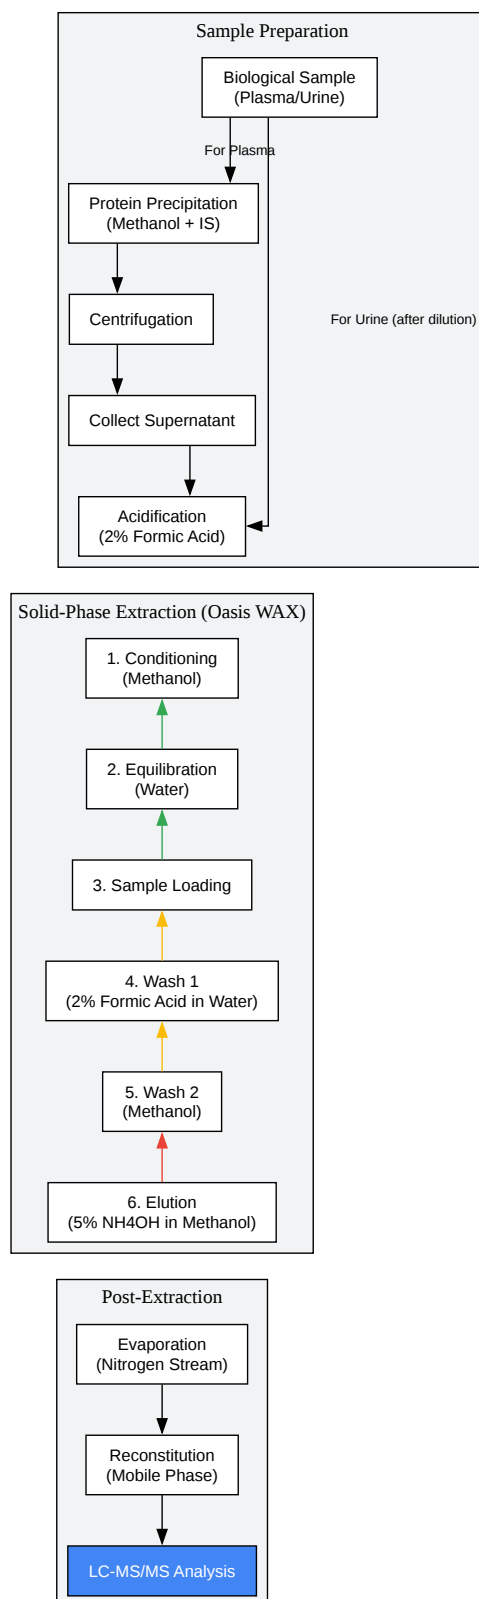 Sample Preparation
Biological Sample
(Plasma/Urine)
For Plasma
Protein Precipitation
(Methanol + IS)
Centrifugation
For Urine (after dilution)
Collect Supernatant
Acidification
(2% Formic Acid)
Solid-Phase Extraction (Oasis WAX)
1. Conditioning
(Methanol)
2. Equilibration
(Water)
3. Sample Loading
4. Wash 1
(2% Formic Acid in Water)
5. Wash 2
(Methanol)
6. Elution
(5% NH4OH in Methanol)
Post-Extraction
Evaporation
(Nitrogen Stream)
Reconstitution
(Mobile Phase)
LC-MS/MS Analysis